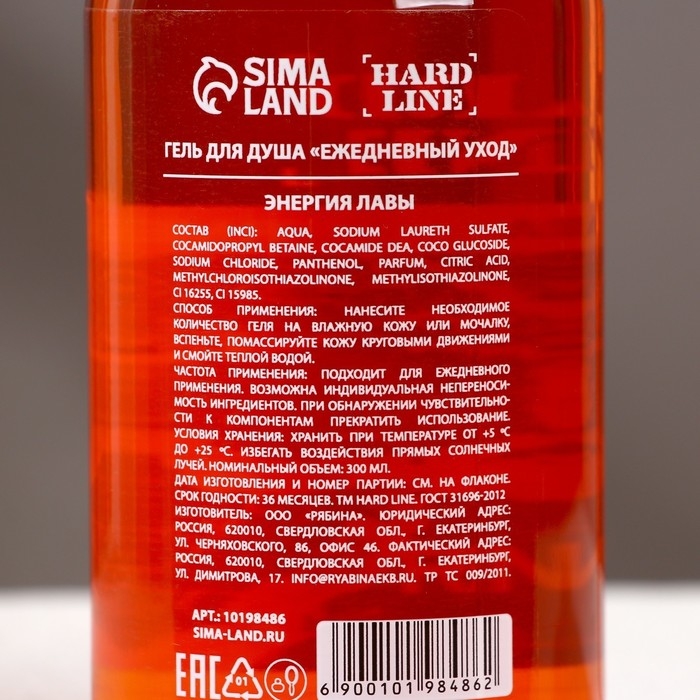 SIMA LAND
HARD LINE
ГЕЛЬ ДЛЯ ДУША «ЕЖЕДНЕВНЫЙ УХОД»
ЭНЕРГИЯ ЛАВЫ
СОСТАВ (INCI): AQUA, SODIUM LAURETH SULFATE,
COCAMIDOPROPYL BETAINE, COCAMIDE DEA, COCO GLUCOSIDE,
SODIUM CHLORIDE, PANTHENOL, PARFUM, CITRIC ACID,
METHYLCHLOROISOTHIAZOLINONE, METHYLISOTHIAZOLINONE,
CI 16255, CI 15985.
СПОСОБ ПРИМЕНЕНИЯ: НАНЕСИТЕ НЕОБХОДИМОЕ
КОЛИЧЕСТВО ГЕЛЯ НА ВЛАЖНУЮ КОЖУ ИЛИ МОЧАЛКУ,
ВСПЕНЬТЕ, ПОМАССИРУЙТЕ КОЖУ КРУГОВЫМИ ДВИЖЕНИЯМИ
И СМОЙТЕ ТЕПЛОЙ ВОДОЙ.
ЧАСТОТА ПРИМЕНЕНИЯ: ПОДХОДИТ ДЛЯ ЕЖЕДНЕВНОГО
ПРИМЕНЕНИЯ. ВОЗМОЖНА ИНДИВИДУАЛЬНАЯ НЕПЕРЕНОСИ-
МОСТЬ ИНГРЕДИЕНТОВ. ПРИ ОБНАРУЖЕНИИ ЧУВСТВИТЕЛЬНО-
СТИ К КОМПОНЕНТАМ ПРЕКРАТИТЬ ИСПОЛЬЗОВАНИЕ.
УСЛОВИЯ ХРАНЕНИЯ: ХРАНИТЬ ПРИ ТЕМПЕРАТУРЕ ОТ +5 °C
ДО +25 °C. ИЗБЕГАТЬ ВОЗДЕЙСТВИЯ ПРЯМЫХ СОЛНЕЧНЫХ
ЛУЧЕЙ. НОМИНАЛЬНЫЙ ОБЪЕМ: 300 МЛ.
ДАТА ИЗГОТОВЛЕНИЯ И НОМЕР ПАРТИИ: СМ. НА ФЛАКОНЕ.
СРОК ГОДНОСТИ: 36 МЕСЯЦЕВ. ТМ HARD LINE. ГОСТ 31696-2012
ИЗГОТОВИТЕЛЬ: ООО «РЯБИНА». ЮРИДИЧЕСКИЙ АДРЕС:
РОССИЯ, 620010, СВЕРДЛОВСКАЯ ОБЛ., Г. ЕКАТЕРИНБУРГ,
УЛ. ЧЕРНЯХОВСКОГО, 86, ОФИС 46. ФАКТИЧЕСКИЙ АДРЕС:
РОССИЯ, 620010, СВЕРДЛОВСКАЯ ОБЛ., Г. ЕКАТЕРИНБУРГ,
УЛ. ДИМИТРОВА, 17. INFO@RYABINAEKB.RU. ТР ТС 009/2011.
АРТ.: 10198486
SIMA-LAND.RU
EAC 01
6 900101 984862